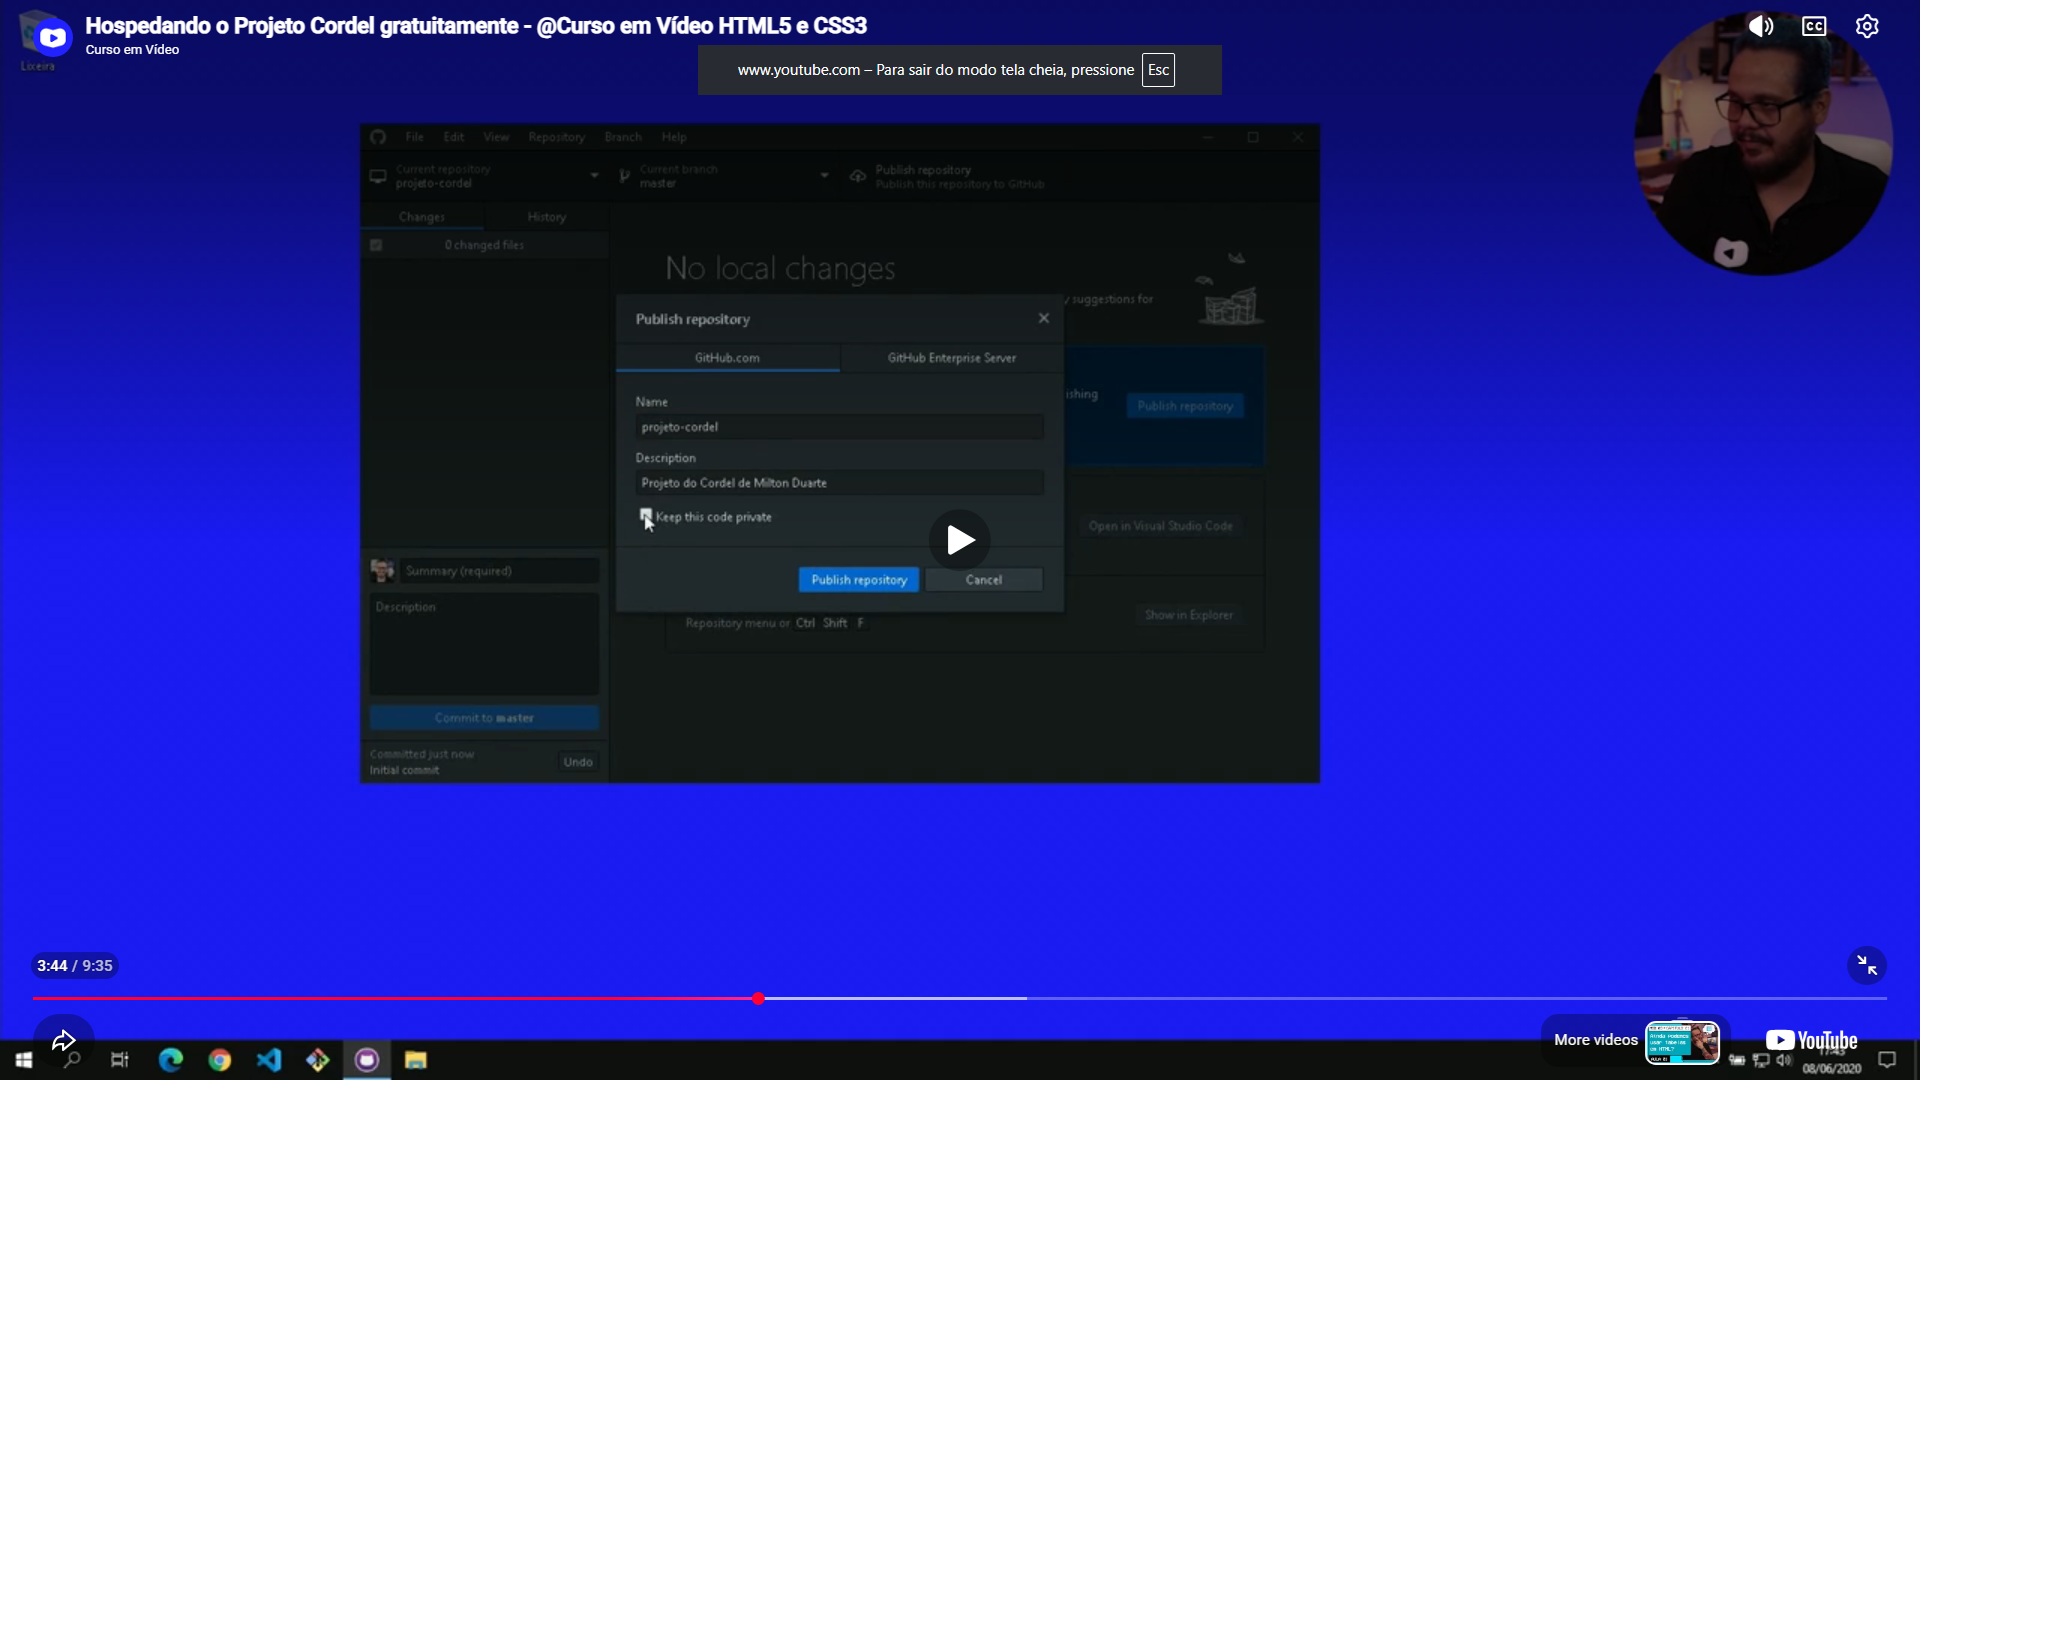 Hospedando o Projeto Cordel gratuitamente - @Curso em Vídeo HTML5 e CSS3
Curso em Vídeo
Lixeira
www.youtube.com – Para sair do modo tela cheia, pressione Esc
File Edit View Repository Branch Help
Current repository
projeto-cordel
Current branch
master
Publish repository
Publish this repository to GitHub
Changes History
0 changed files
No local changes
y suggestions for
Publish repository
GitHub.com GitHub Enterprise Server
Name
projeto-cordel
ishing
Publish repository
Description
Projeto do Cordel de Milton Duarte
Keep this code private
Open in Visual Studio Code
Publish repository Cancel
Summary (required)
Description
Show in Explorer
Repository menu or Ctrl Shift F
Commit to master
Committed just now
Initial commit
Undo
3:44 / 9:35
More videos
YouTube
08/06/2020